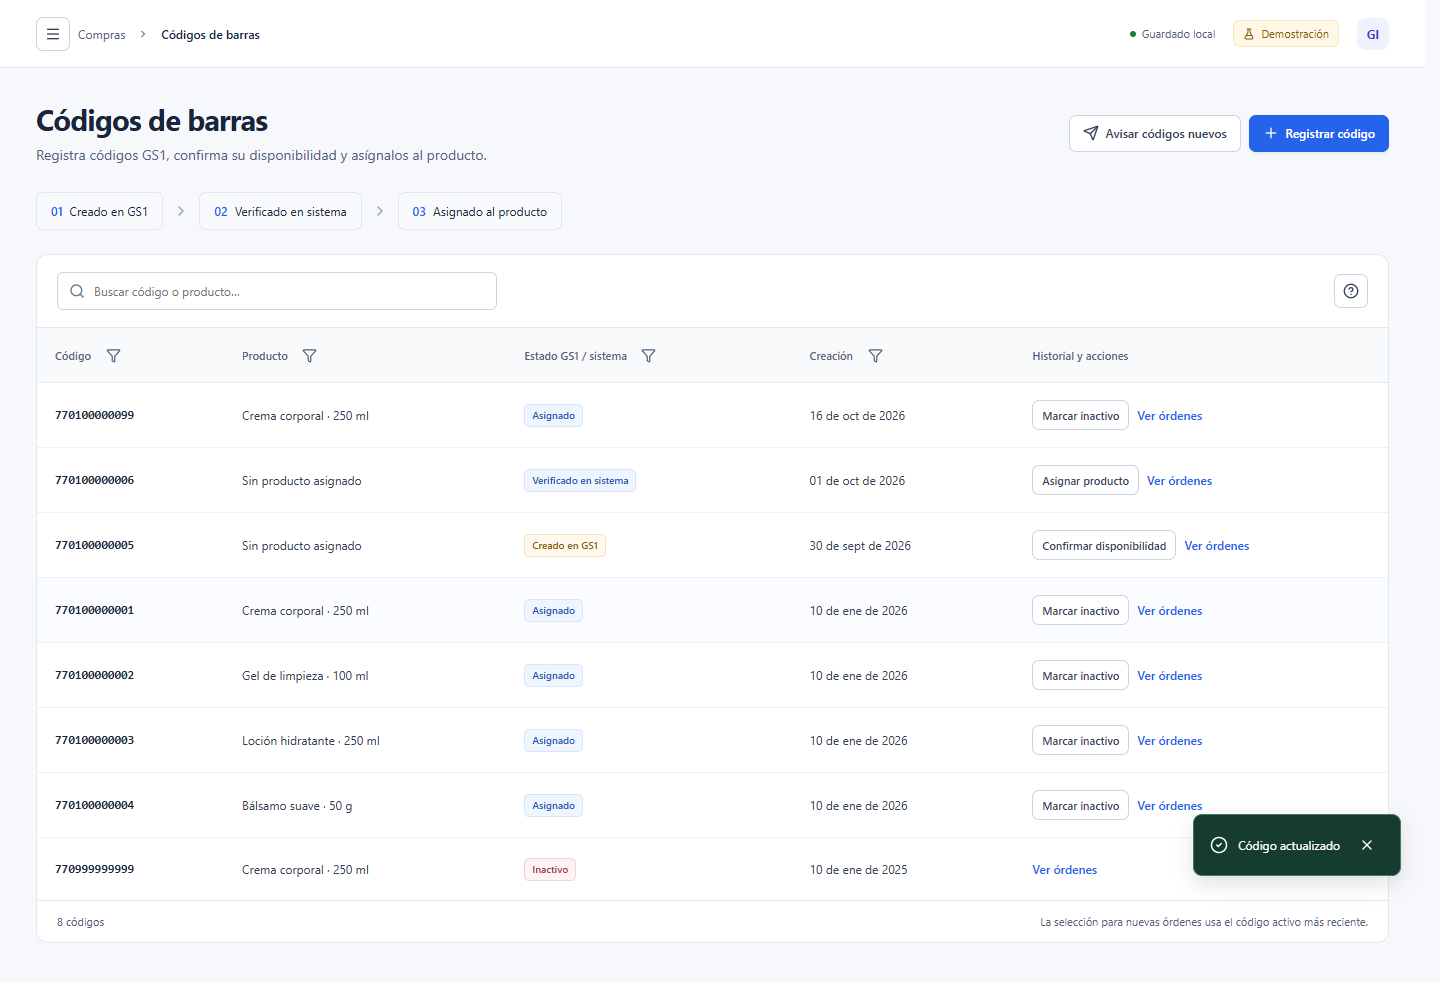 Compras > Códigos de barras
Guardado local
Demostración
GI
Códigos de barras
Registra códigos GS1, confirma su disponibilidad y asígnalos al producto.
Avisar códigos nuevos
+ Registrar código
01 Creado en GS1 > 02 Verificado en sistema > 03 Asignado al producto
Buscar código o producto...
Código Producto Estado GS1 / sistema Creación Historial y acciones
770100000099 Crema corporal · 250 ml Asignado 16 de oct de 2026 Marcar inactivo Ver órdenes
770100000006 Sin producto asignado Verificado en sistema 01 de oct de 2026 Asignar producto Ver órdenes
770100000005 Sin producto asignado Creado en GS1 30 de sept de 2026 Confirmar disponibilidad Ver órdenes
770100000001 Crema corporal · 250 ml Asignado 10 de ene de 2026 Marcar inactivo Ver órdenes
770100000002 Gel de limpieza · 100 ml Asignado 10 de ene de 2026 Marcar inactivo Ver órdenes
770100000003 Loción hidratante · 250 ml Asignado 10 de ene de 2026 Marcar inactivo Ver órdenes
770100000004 Bálsamo suave · 50 g Asignado 10 de ene de 2026 Marcar inactivo Ver órdenes
770999999999 Crema corporal · 250 ml Inactivo 10 de ene de 2025 Ver órdenes
Código actualizado
8 códigos
La selección para nuevas órdenes usa el código activo más reciente.